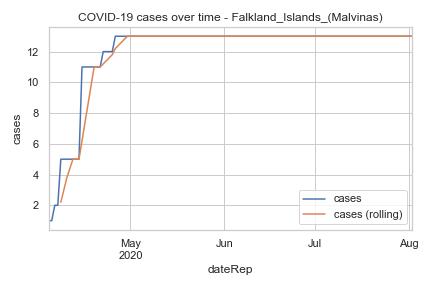 COVID-19 cases over time - Falkland_Islands_(Malvinas)
cases
12
10
8
6
4
2
May
2020
Jun
Jul
Aug
dateRep
cases
cases (rolling)